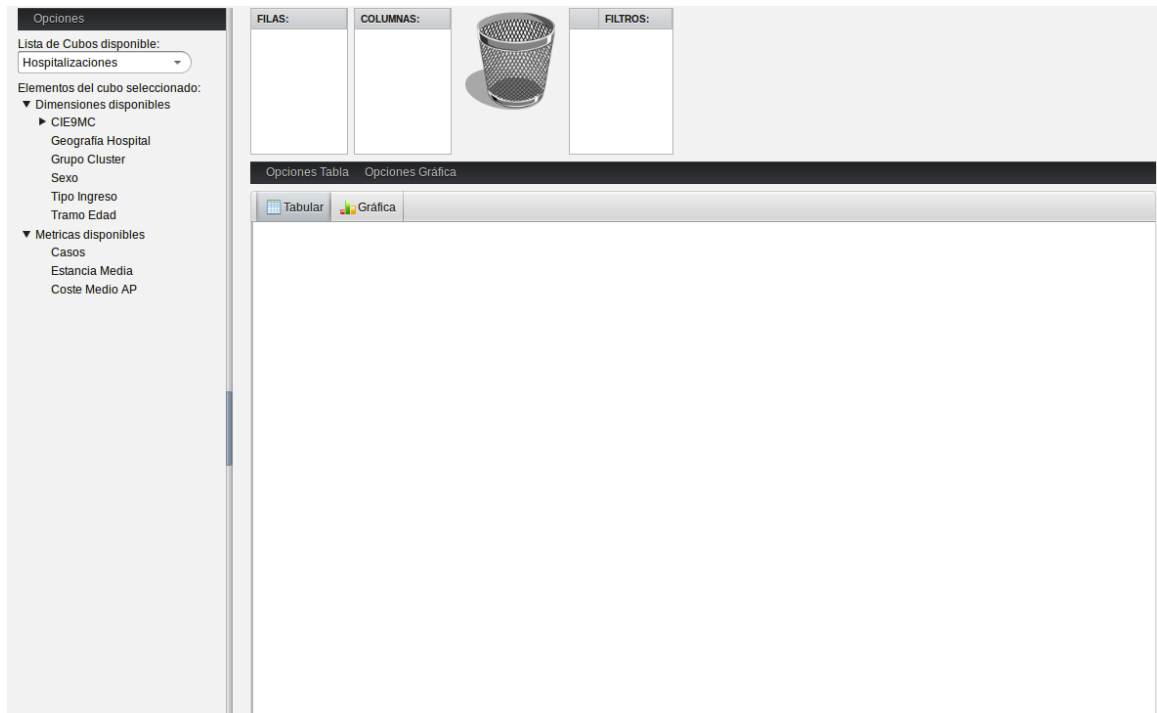 Opciones
Lista de Cubos disponible:
Hospitalizaciones
Elementos del cubo seleccionado:
Dimensiones disponibles
CIE9MC
Geografía Hospital
Grupo Cluster
Sexo
Tipo Ingreso
Tramo Edad
Metricas disponibles
Casos
Estancia Media
Coste Medio AP
FILAS:
COLUMNAS:
FILTROS:
Opciones Tabla Opciones Gráfica
Tabular Gráfica